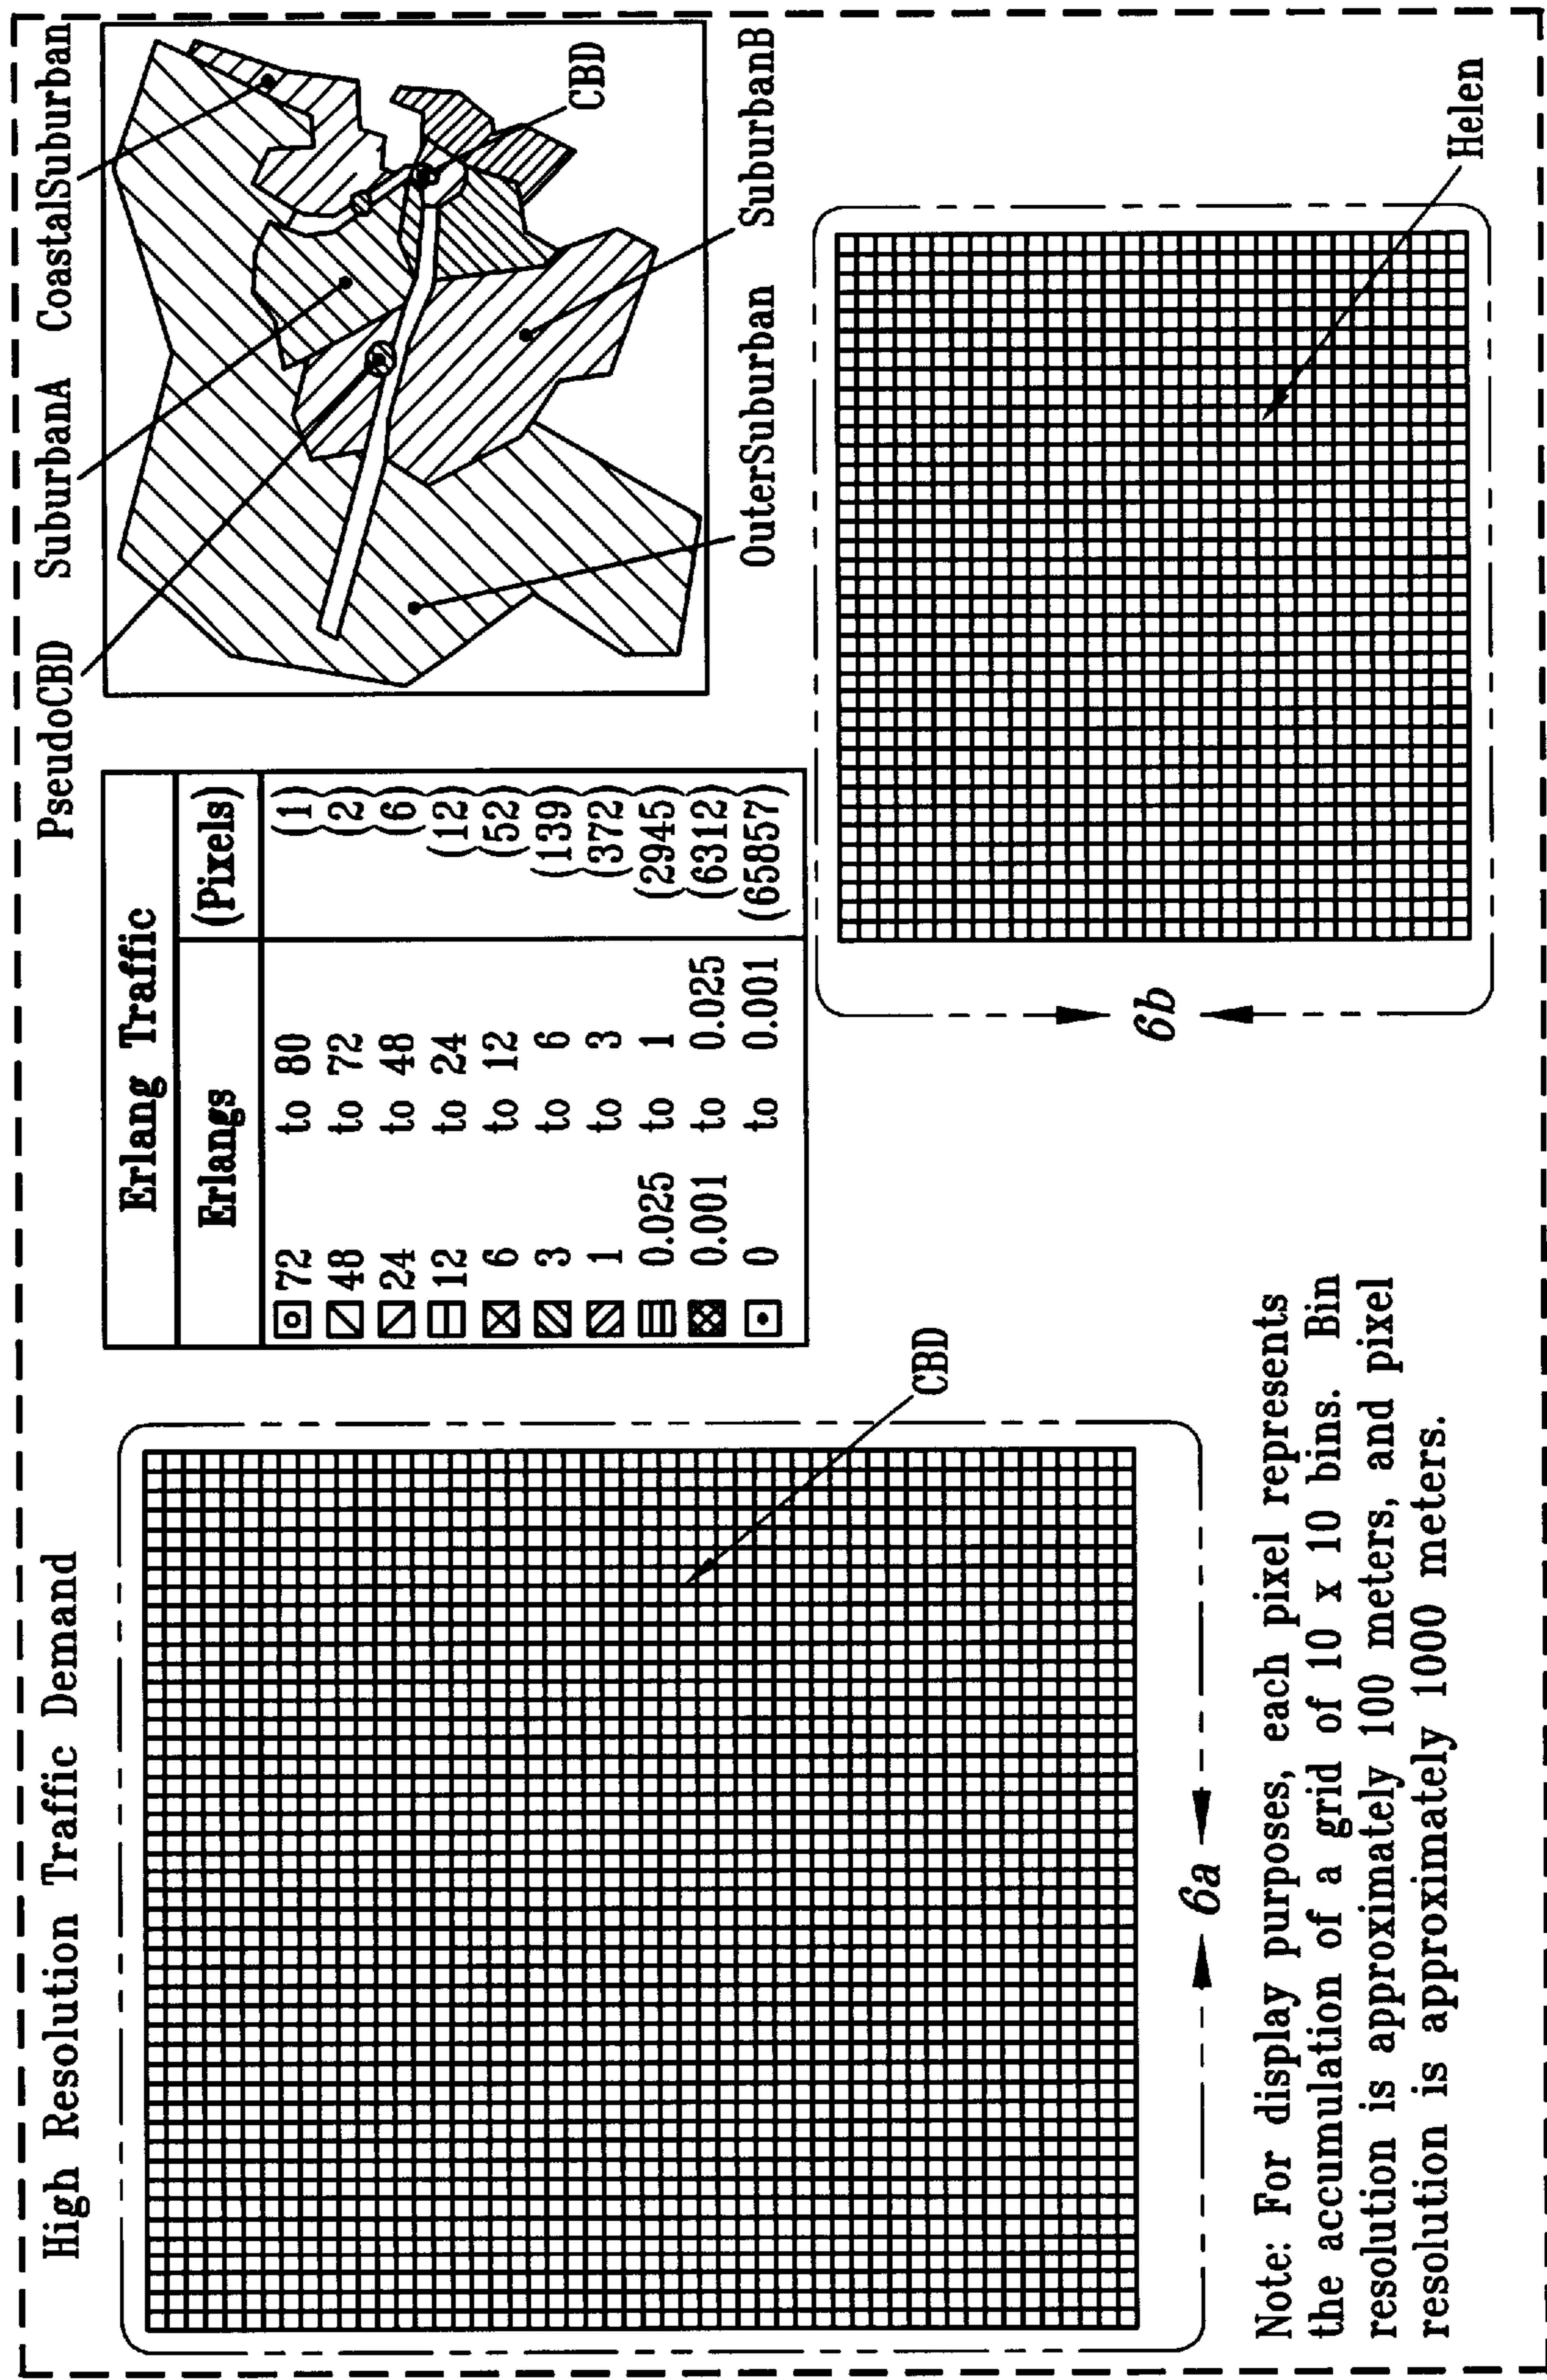 High Resolution Traffic Demand
CBD
6a
Note: For display purposes, each pixel represents
the accumulation of a grid of 10 x 10 bins. Bin
resolution is approximately 100 meters, and pixel
resolution is approximately 1000 meters.
Erlang Traffic
Erlangs (Pixels)
72 to 80 (1)
48 to 72 (2)
24 to 48 (6)
12 to 24 (12)
6 to 12 (52)
3 to 6 (139)
1 to 3 (372)
0.025 to 1 (2945)
0.001 to 0.025 (6312)
0 to 0.001 (65857)
PseudoCBD SuburbanA CoastalSuburban
CBD
OuterSuburban SuburbanB
6b
Helen